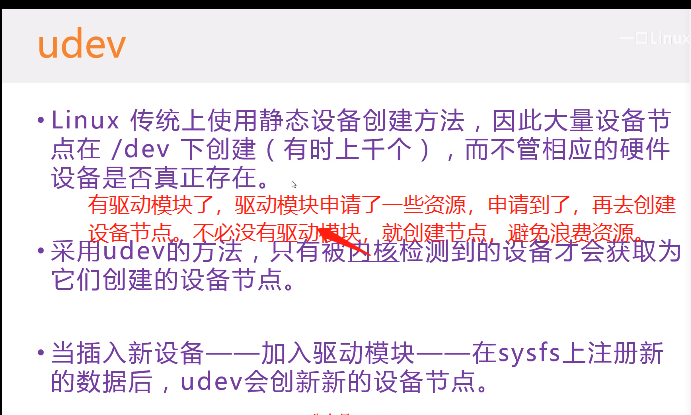 udev
一口Linux
•Linux 传统上使用静态设备创建方法，因此大量设备节
点在 /dev 下创建（有时上千个），而不管相应的硬件
设备是否真正存在。
有驱动模块了，驱动模块申请了一些资源，申请到了，再去创建
设备节点。不必没有驱动模块，就创建节点，避免浪费资源。
•采用udev的方法，只有被内核检测到的设备才会获取为
它们创建的设备节点。
•当插入新设备——加入驱动模块——在sysfs上注册新
的数据后，udev会创新新的设备节点。